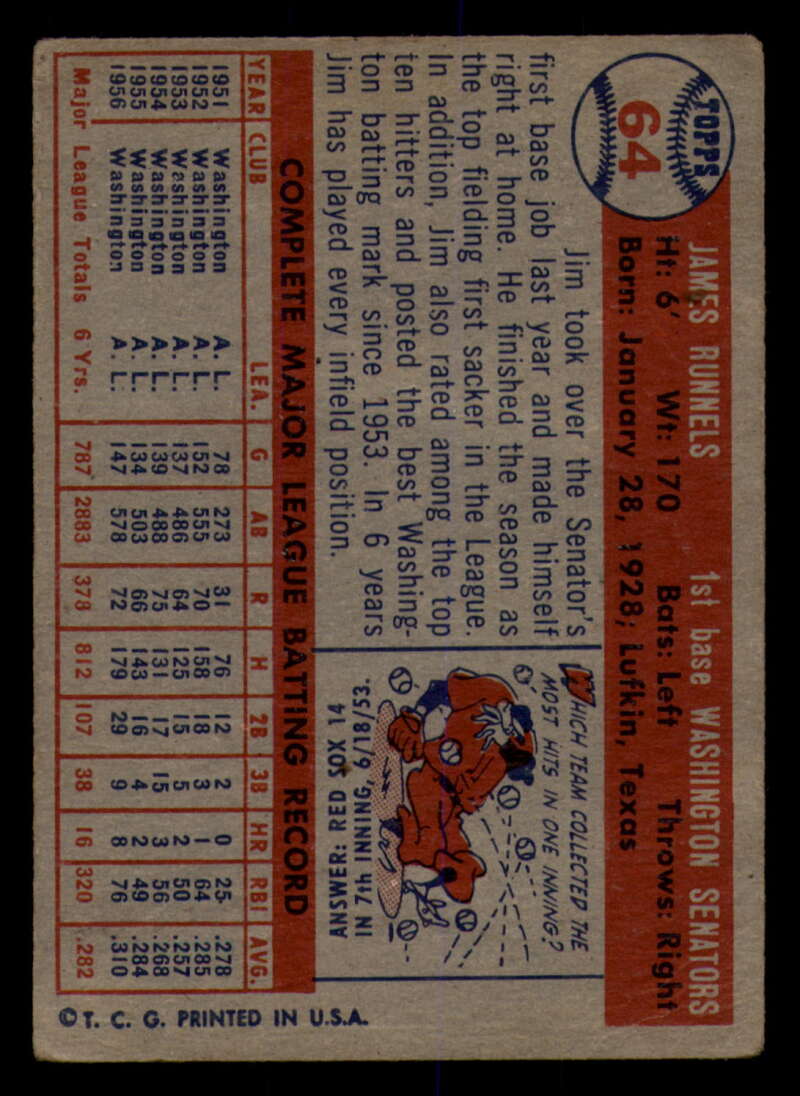 TOPPS
64
JAMES RUNNELS 1st base WASHINGTON SENATORS
Ht: 6' Wt: 170 Bats: Left Throws: Right
Born: January 28, 1928; Lufkin, Texas
Jim took over the Senator's
first base job last year and made himself
right at home. He finished the season as
the top fielding first sacker in the League.
In addition, Jim also rated among the top
ten hitters and posted the best Washing-
ton batting mark since 1953. In 6 years
Jim has played every infield position.
WHICH TEAM COLLECTED THE
MOST HITS IN ONE INNING?
ANSWER: RED SOX 14
IN 7th INNING, 6/18/53.
COMPLETE MAJOR LEAGUE BATTING RECORD
YEAR CLUB LEA. G AB R H 2B 3B HR RBI AVG.
1951 Washington A. L. 78 273 31 76 12 2 0 25 .278
1952 Washington A. L. 152 555 70 158 18 3 1 64 .285
1953 Washington A. L. 137 486 64 125 15 5 2 50 .257
1954 Washington A. L. 139 488 75 131 17 15 3 56 .268
1955 Washington A. L. 134 503 66 143 16 4 2 49 .284
1956 Washington A. L. 147 578 72 179 29 9 8 76 .310
Major League Totals 6 Yrs. 787 2883 378 812 107 38 16 320 .282
© T. C. G. PRINTED IN U.S.A.